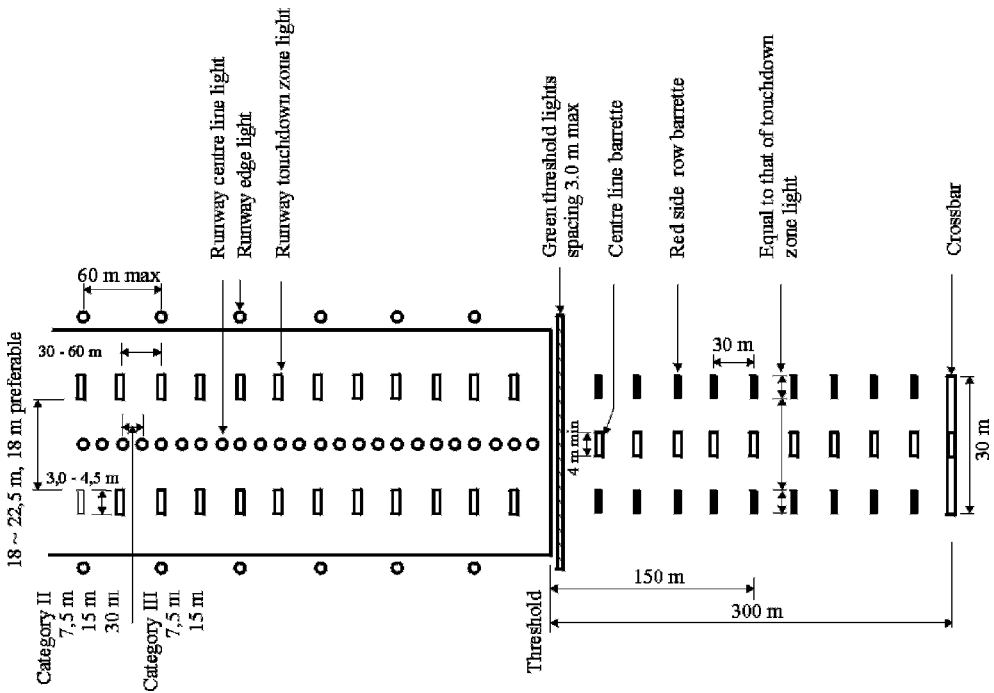 Runway centre line light
Runway edge light
Runway touchdown zone light
Green threshold lights
spacing 3.0 m max
Centre line barrette
Red side row barrette
Equal to that of touchdown
zone light
Crossbar
60 m max
30 - 60 m
18 ~ 22,5 m, 18 m preferable
3,0 - 4,5 m
30 m
4 m min
30 m
Category II
7,5 m
15 m
30 m
Category III
7,5 m
15 m
Threshold
150 m
300 m